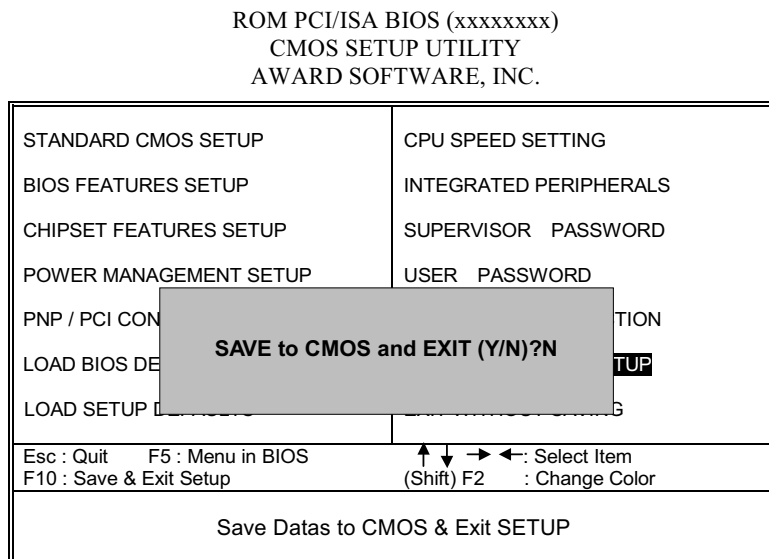 ROM PCI/ISA BIOS (xxxxxxxx)
CMOS SETUP UTILITY
AWARD SOFTWARE, INC.
STANDARD CMOS SETUP
BIOS FEATURES SETUP
CHIPSET FEATURES SETUP
POWER MANAGEMENT SETUP
PNP / PCI CON
LOAD BIOS DE
LOAD SETUP
CPU SPEED SETTING
INTEGRATED PERIPHERALS
SUPERVISOR PASSWORD
USER PASSWORD
TION
TUP
SAVE to CMOS and EXIT (Y/N)?N
Esc : Quit F5 : Menu in BIOS ↑ ↓ → ← : Select Item
F10 : Save & Exit Setup (Shift) F2 : Change Color
Save Datas to CMOS & Exit SETUP